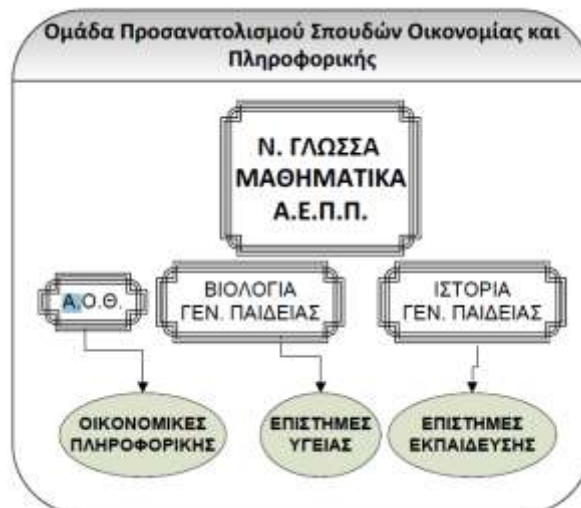 Ομάδα Προσανατολισμού Σπουδών Οικονομίας και
Πληροφορικής
Ν. ΓΛΩΣΣΑ
ΜΑΘΗΜΑΤΙΚΑ
Α.Ε.Π.Π.
Α.Ο.Θ.
ΒΙΟΛΟΓΙΑ
ΓΕΝ. ΠΑΙΔΕΙΑΣ
ΙΣΤΟΡΙΑ
ΓΕΝ. ΠΑΙΔΕΙΑΣ
ΟΙΚΟΝΟΜΙΚΕΣ
ΠΛΗΡΟΦΟΡΙΚΗΣ
ΕΠΙΣΤΗΜΕΣ
ΥΓΕΙΑΣ
ΕΠΙΣΤΗΜΕΣ
ΕΚΠΑΙΔΕΥΣΗΣ